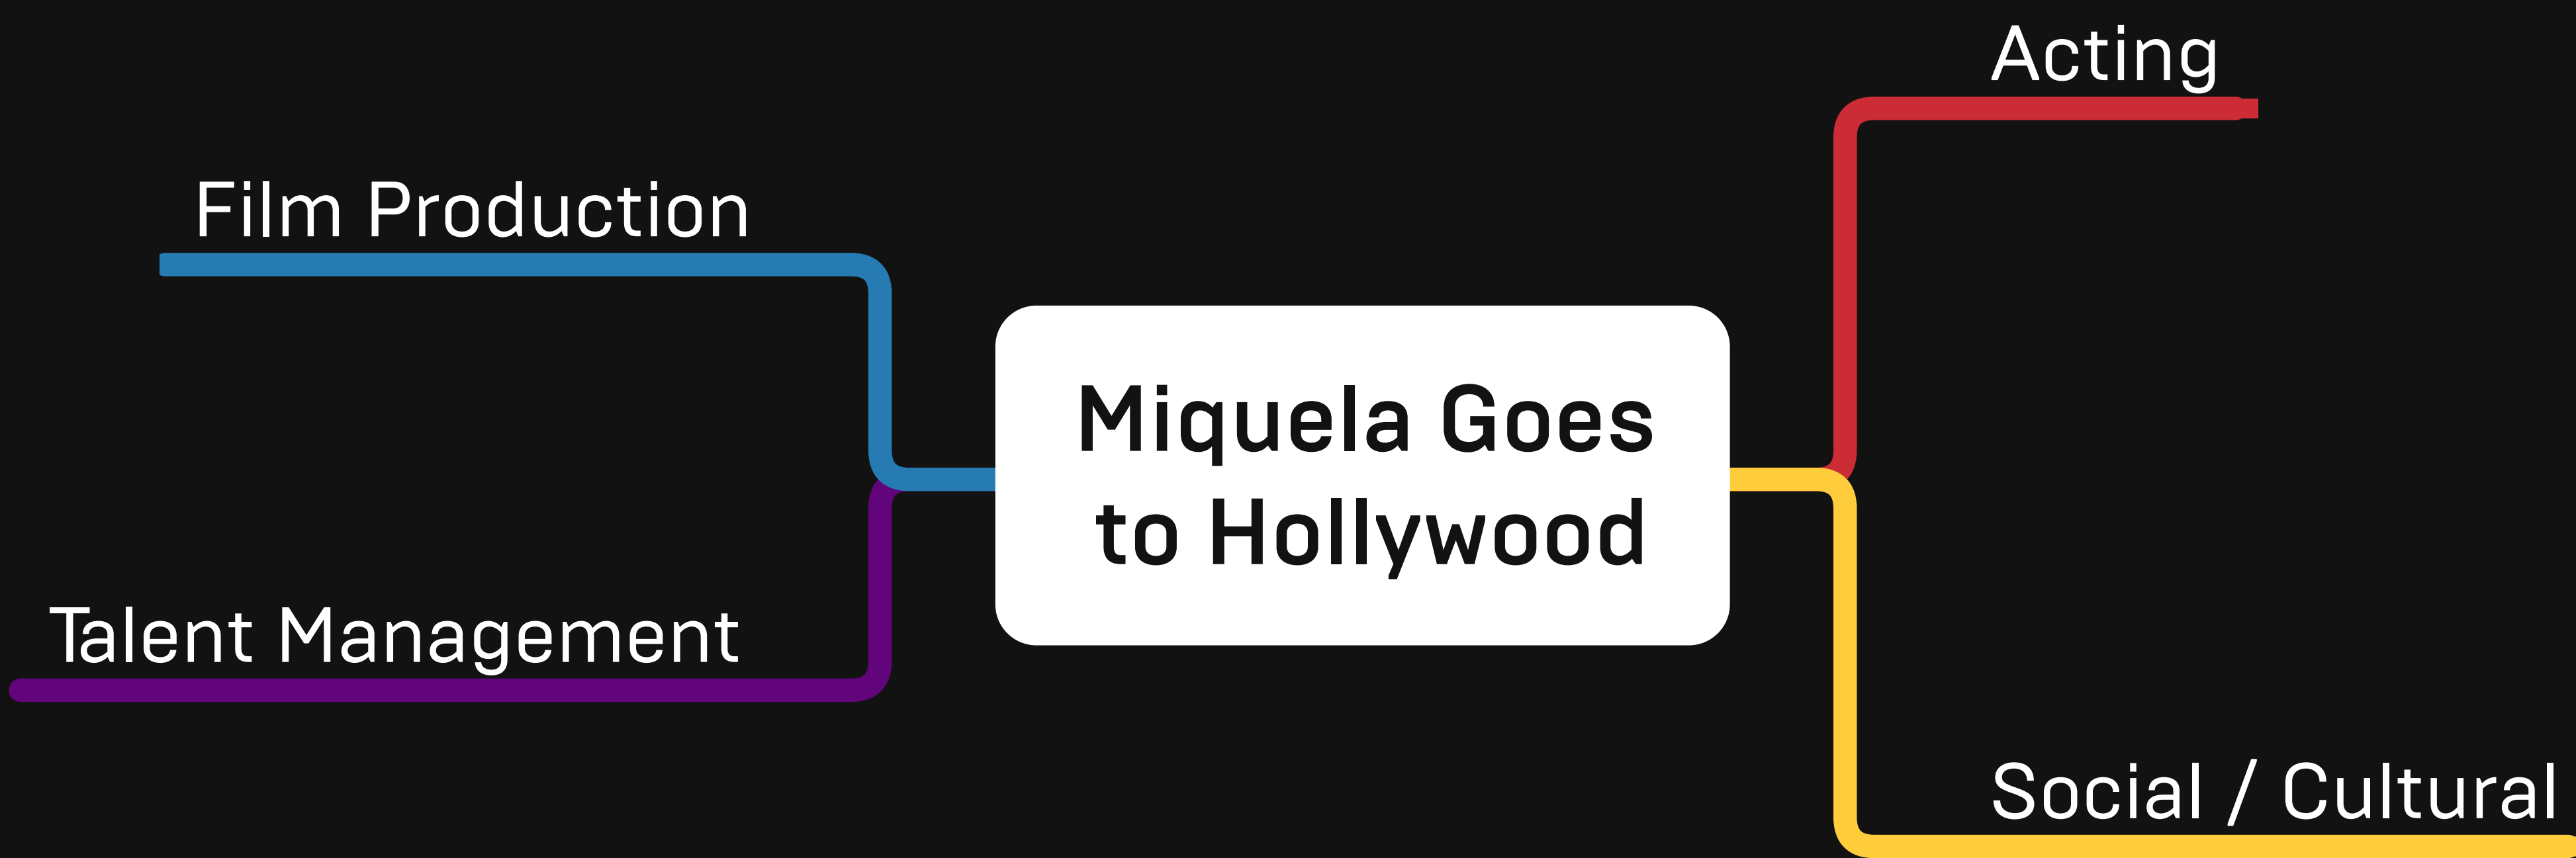 Acting
Film Production
Miquela Goes
to Hollywood
Talent Management
Social / Cultural